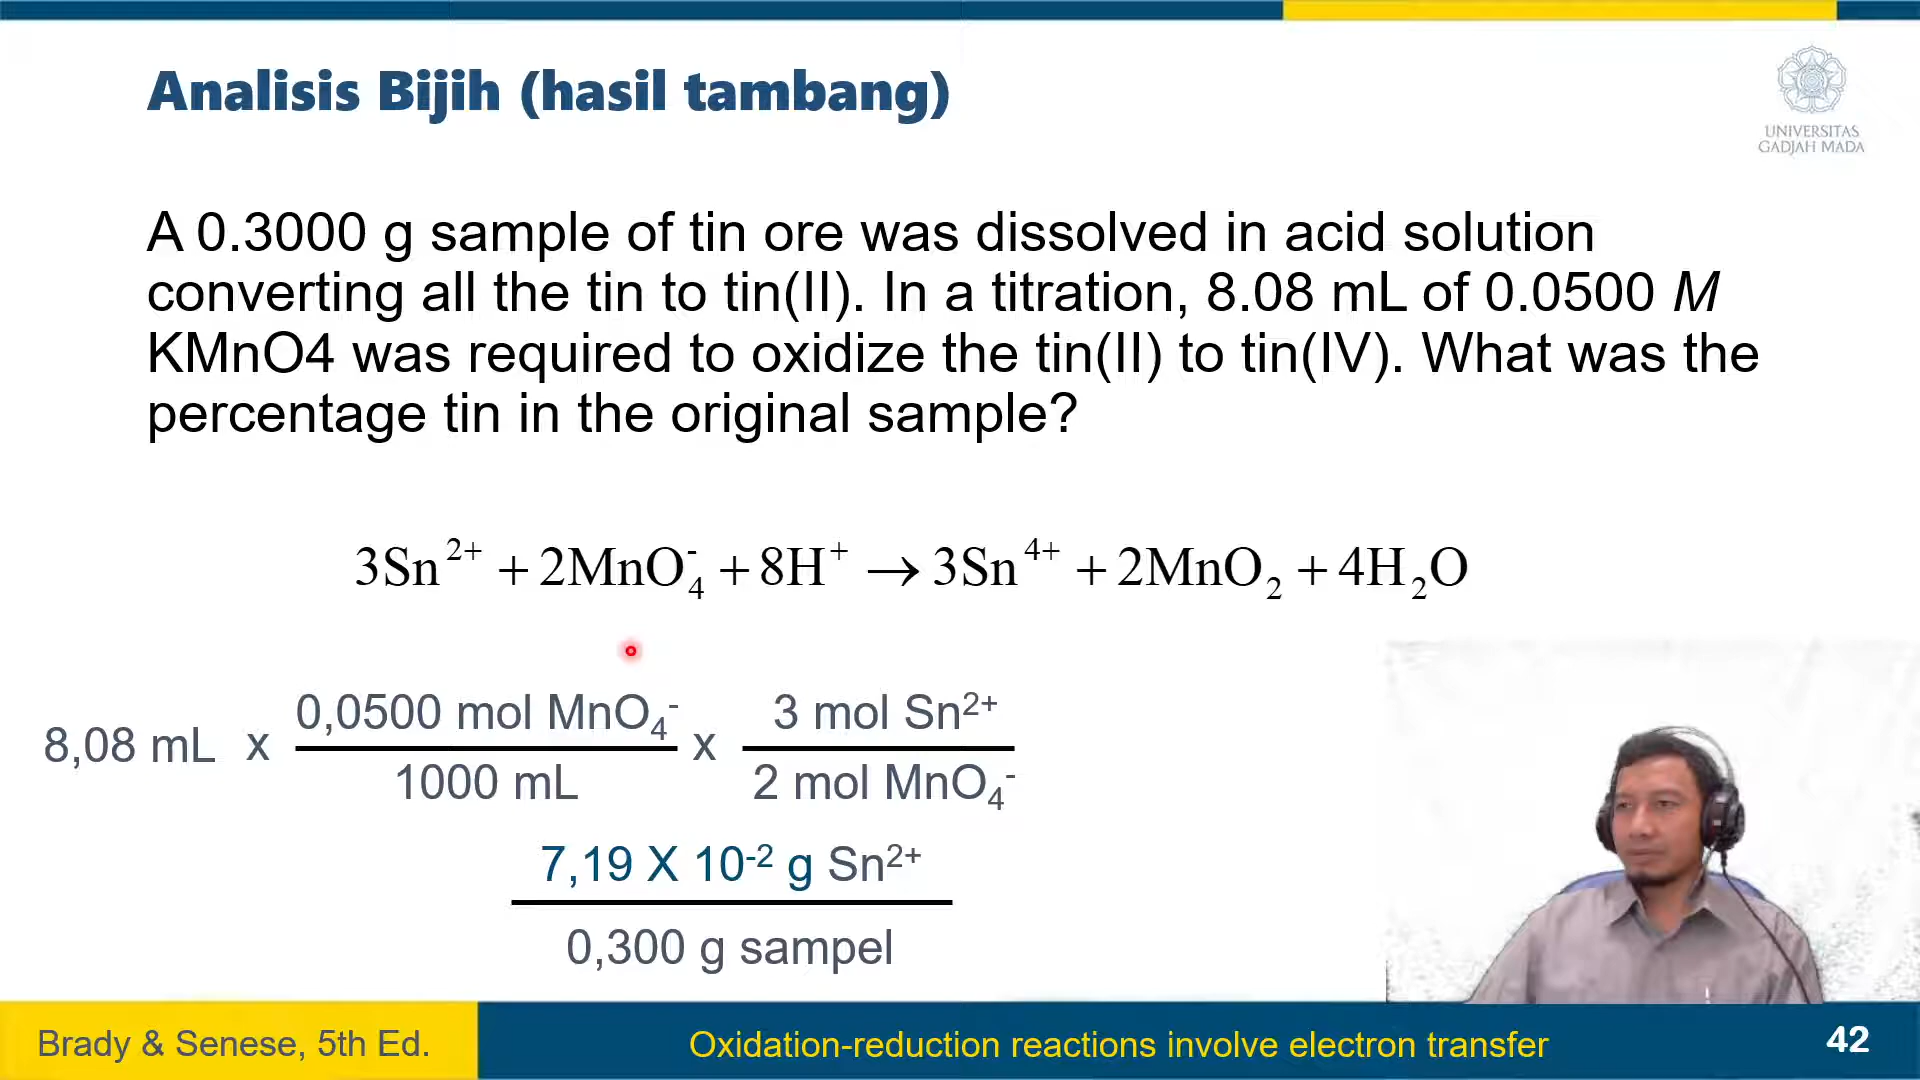 Analisis Bijih (hasil tambang)
UNIVERSITAS
GADJAH MADA
A 0.3000 g sample of tin ore was dissolved in acid solution
converting all the tin to tin(II). In a titration, 8.08 mL of 0.0500 M
KMnO4 was required to oxidize the tin(II) to tin(IV). What was the
percentage tin in the original sample?
3Sn²⁺ + 2MnO₄⁻ + 8H⁺ → 3Sn⁴⁺ + 2MnO₂ + 4H₂O
8,08 mL x 0,0500 mol MnO₄⁻ x 3 mol Sn²⁺
1000 mL 2 mol MnO₄⁻
7,19 X 10⁻² g Sn²⁺
0,300 g sampel
Brady & Senese, 5th Ed.
Oxidation-reduction reactions involve electron transfer
42